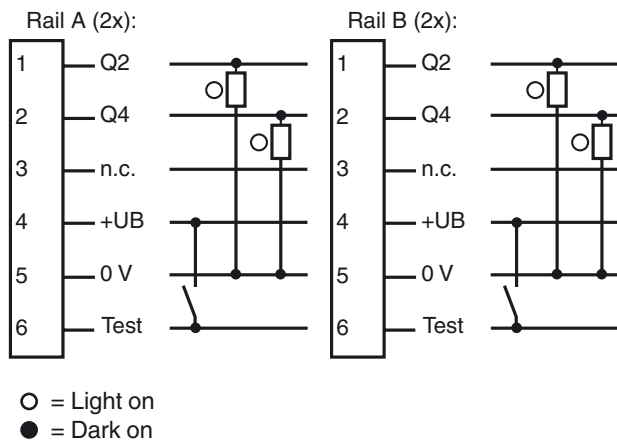 Rail A (2x):
1 Q2
2 Q4
3 n.c.
4 +UB
5 0 V
6 Test
Rail B (2x):
1 Q2
2 Q4
3 n.c.
4 +UB
5 0 V
6 Test
= Light on
= Dark on